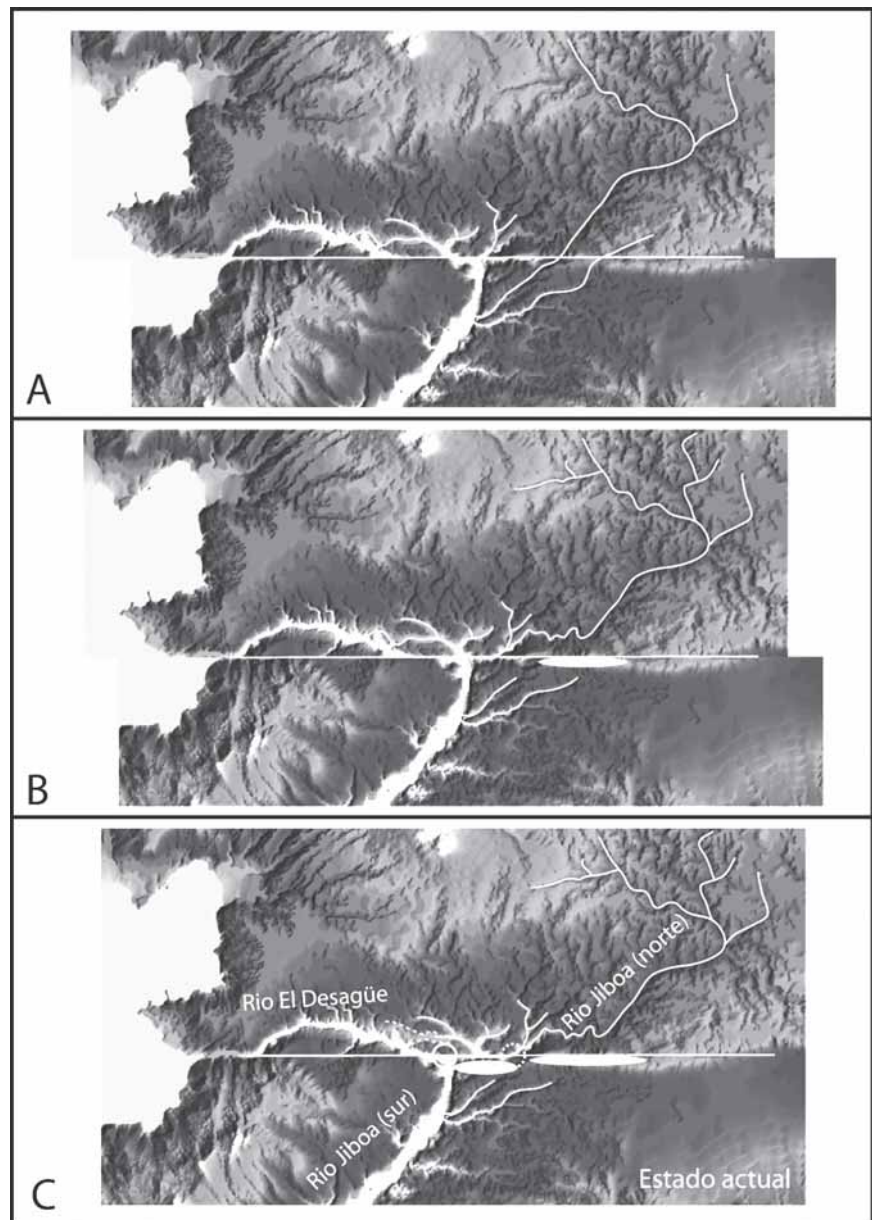 A
B
Rio El Desagüe
Rio Jiboa (norte)
Rio Jiboa (sur)
Estado actual
C